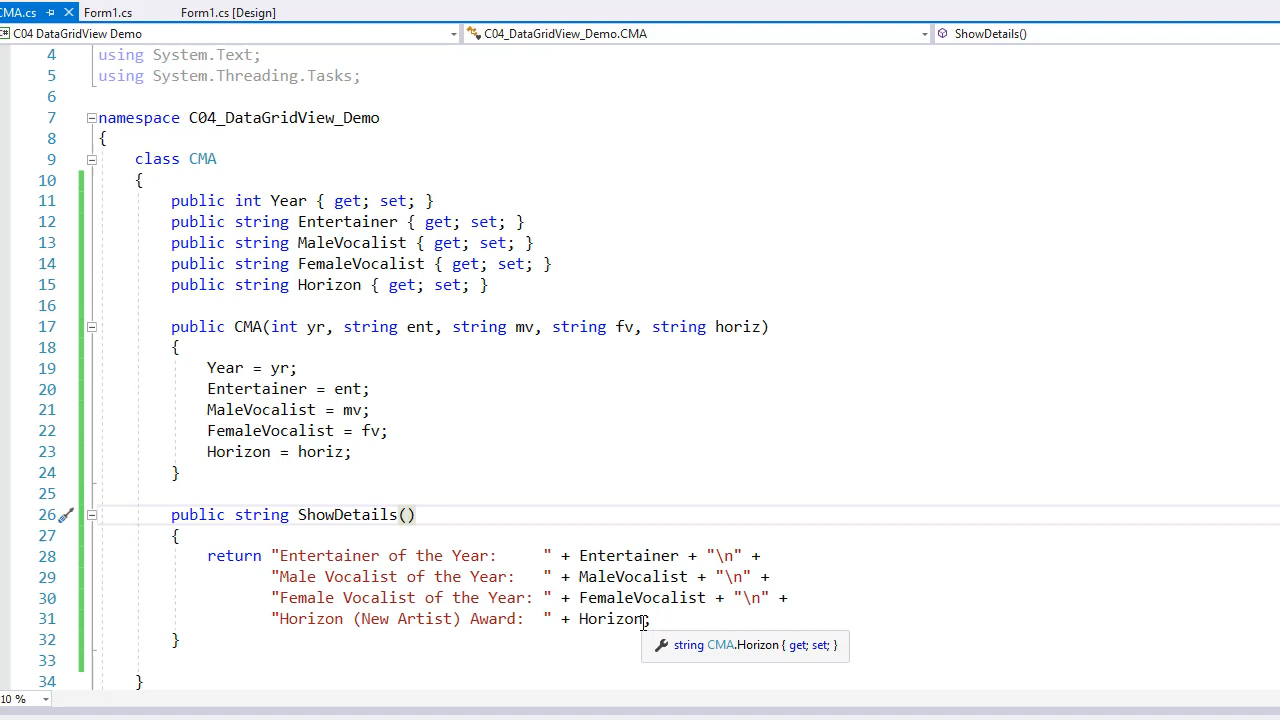 CMA.cs Form1.cs Form1.cs [Design]
C04 DataGridView Demo C04_DataGridView_Demo.CMA ShowDetails()
4 using System.Text;
5 using System.Threading.Tasks;
6
7 namespace C04_DataGridView_Demo
8 {
9 class CMA
10 {
11 public int Year { get; set; }
12 public string Entertainer { get; set; }
13 public string MaleVocalist { get; set; }
14 public string FemaleVocalist { get; set; }
15 public string Horizon { get; set; }
16
17 public CMA(int yr, string ent, string mv, string fv, string horiz)
18 {
19 Year = yr;
20 Entertainer = ent;
21 MaleVocalist = mv;
22 FemaleVocalist = fv;
23 Horizon = horiz;
24 }
25
26 public string ShowDetails()
27 {
28 return "Entertainer of the Year:     " + Entertainer + "\n" +
29 "Male Vocalist of the Year:   " + MaleVocalist + "\n" +
30 "Female Vocalist of the Year: " + FemaleVocalist + "\n" +
31 "Horizon (New Artist) Award:  " + Horizon;
32 }
string CMA.Horizon { get; set; }
33
34 }
10 %